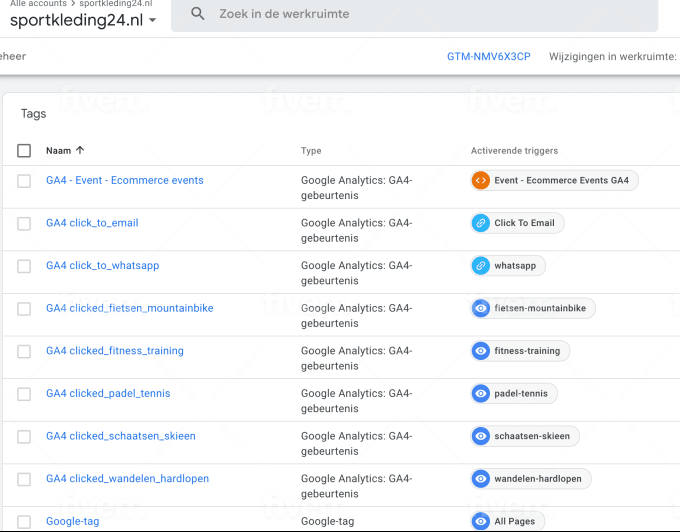 Alle accounts > sportkleding24.nl
sportkleding24.nl
Zoek in de werkruimte
eheer
GTM-NMV6X3CP Wijzigingen in werkruimte:
Tags
Naam Type Activerende triggers
GA4 - Event - Ecommerce events Google Analytics: GA4- Event - Ecommerce Events GA4
gebeurtenis
GA4 click_to_email Google Analytics: GA4- Click To Email
gebeurtenis
GA4 click_to_whatsapp Google Analytics: GA4- whatsapp
gebeurtenis
GA4 clicked_fietsen_mountainbike Google Analytics: GA4- fietsen-mountainbike
gebeurtenis
GA4 clicked_fitness_training Google Analytics: GA4- fitness-training
gebeurtenis
GA4 clicked_padel_tennis Google Analytics: GA4- padel-tennis
gebeurtenis
GA4 clicked_schaatsen_skieen Google Analytics: GA4- schaatsen-skieen
gebeurtenis
GA4 clicked_wandelen_hardlopen Google Analytics: GA4- wandelen-hardlopen
gebeurtenis
Google-tag Google-tag All Pages
fiverr.